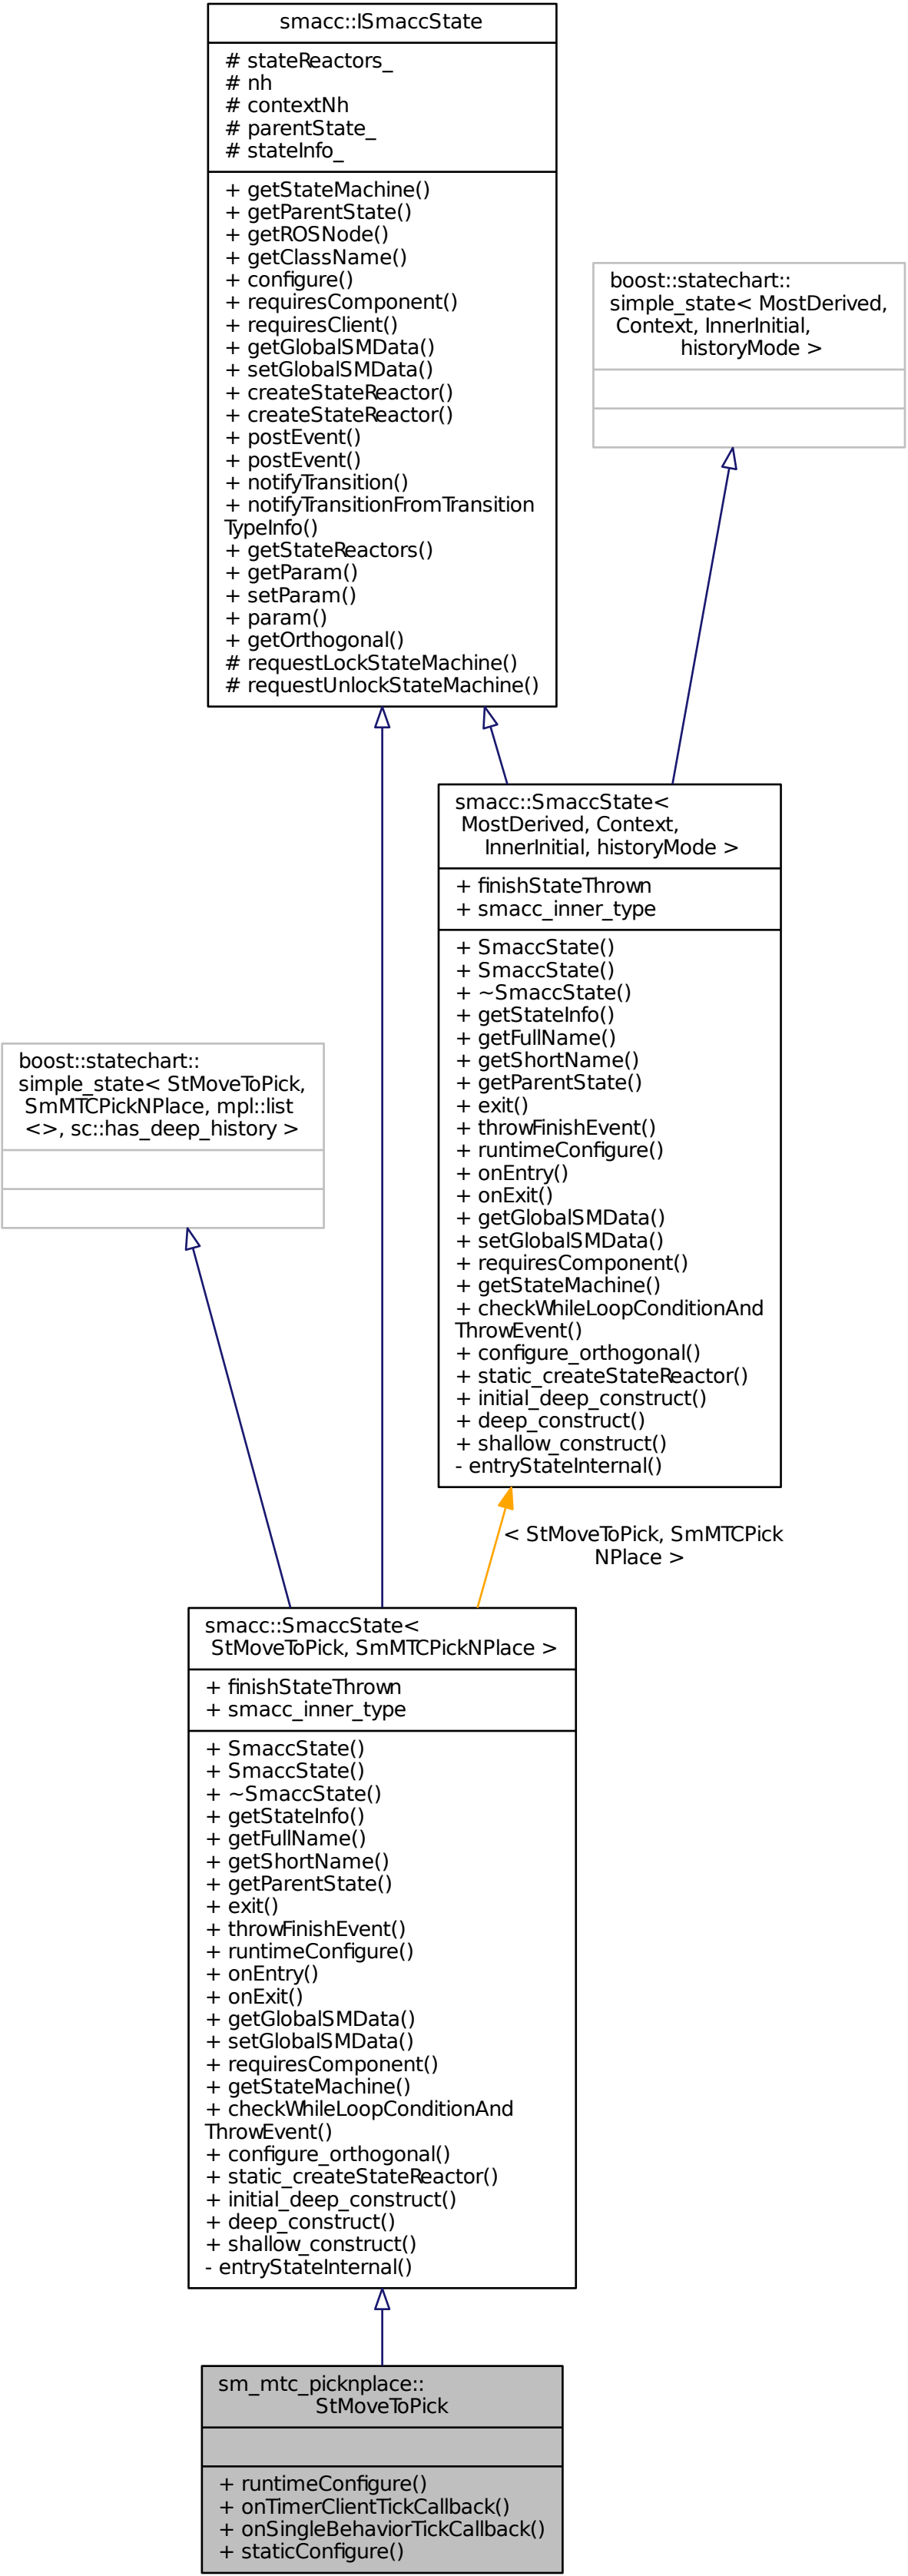 smacc::ISmaccState
# stateReactors_
# nh
# contextNh
# parentState_
# stateInfo_
+ getStateMachine()
+ getParentState()
+ getROSNode()
+ getClassName()
+ configure()
+ requiresComponent()
+ requiresClient()
+ getGlobalSMData()
+ setGlobalSMData()
+ createStateReactor()
+ createStateReactor()
+ postEvent()
+ postEvent()
+ notifyTransition()
+ notifyTransitionFromTransition
TypeInfo()
+ getStateReactors()
+ getParam()
+ setParam()
+ param()
+ getOrthogonal()
# requestLockStateMachine()
# requestUnlockStateMachine()
boost::statechart::
simple_state< MostDerived,
Context, InnerInitial,
historyMode >
smacc::SmaccState<
MostDerived, Context,
InnerInitial, historyMode >
+ finishStateThrown
+ smacc_inner_type
+ SmaccState()
+ SmaccState()
+ ~SmaccState()
+ getStateInfo()
+ getFullName()
+ getShortName()
+ getParentState()
+ exit()
+ throwFinishEvent()
+ runtimeConfigure()
+ onEntry()
+ onExit()
+ getGlobalSMData()
+ setGlobalSMData()
+ requiresComponent()
+ getStateMachine()
+ checkWhileLoopConditionAnd
ThrowEvent()
+ configure_orthogonal()
+ static_createStateReactor()
+ initial_deep_construct()
+ deep_construct()
+ shallow_construct()
- entryStateInternal()
boost::statechart::
simple_state< StMoveToPick,
SmMTCPickNPlace, mpl::list
<>, sc::has_deep_history >
< StMoveToPick, SmMTCPick
NPlace >
smacc::SmaccState<
StMoveToPick, SmMTCPickNPlace >
+ finishStateThrown
+ smacc_inner_type
+ SmaccState()
+ SmaccState()
+ ~SmaccState()
+ getStateInfo()
+ getFullName()
+ getShortName()
+ getParentState()
+ exit()
+ throwFinishEvent()
+ runtimeConfigure()
+ onEntry()
+ onExit()
+ getGlobalSMData()
+ setGlobalSMData()
+ requiresComponent()
+ getStateMachine()
+ checkWhileLoopConditionAnd
ThrowEvent()
+ configure_orthogonal()
+ static_createStateReactor()
+ initial_deep_construct()
+ deep_construct()
+ shallow_construct()
- entryStateInternal()
sm_mtc_picknplace::
StMoveToPick
+ runtimeConfigure()
+ onTimerClientTickCallback()
+ onSingleBehaviorTickCallback()
+ staticConfigure()